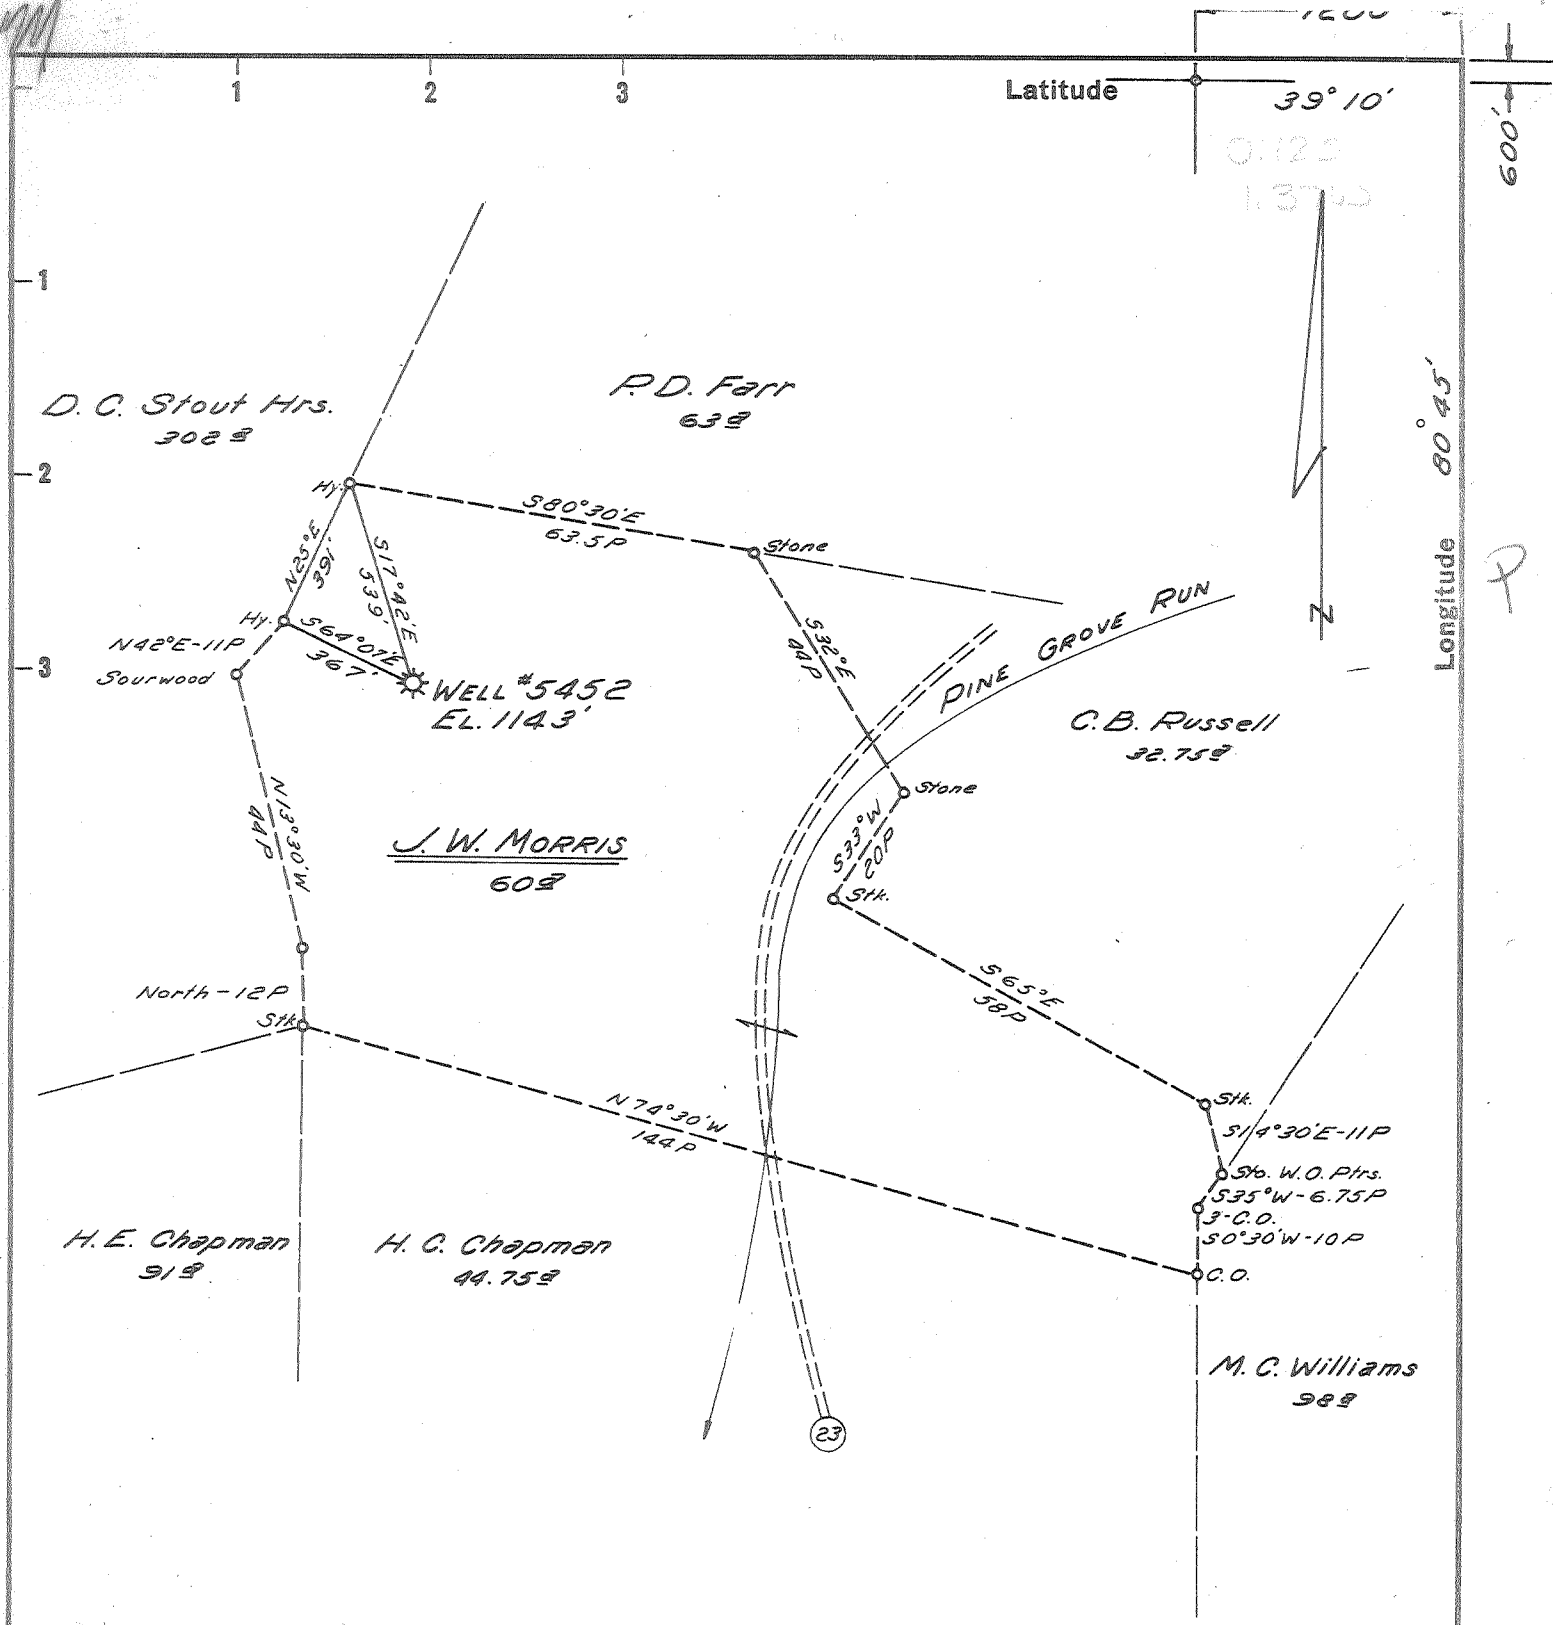 1200
1
2
3
Latitude
39°10'
600'
1
2
3
D. C. Stout Hrs.
302 a
P. D. Farr
63 a
Longitude 80°45'
P
Hy.
S80°30'E
63.5P
Stone
N25°E
391'
S17°42'E
539'
Hy.
S64°07'E
367'
N42°E-11P
Sourwood
WELL #5452
EL. 1143'
S32°E
44P
PINE GROVE RUN
N
C.B. Russell
32.75 a
Stone
N13°30'W
44P
J. W. MORRIS
60 a
S33°W
20P
Stk.
North-12P
Stk.
S65°E
58P
N74°30'W
144P
Stk.
S14°30'E-11P
Sto. W.O. Ptrs.
S35°W-6.75P
3-C.O.
S0°30'W-10P
C.O.
H. E. Chapman
91 a
H. C. Chapman
44.75 a
M. C. Williams
98 a
23